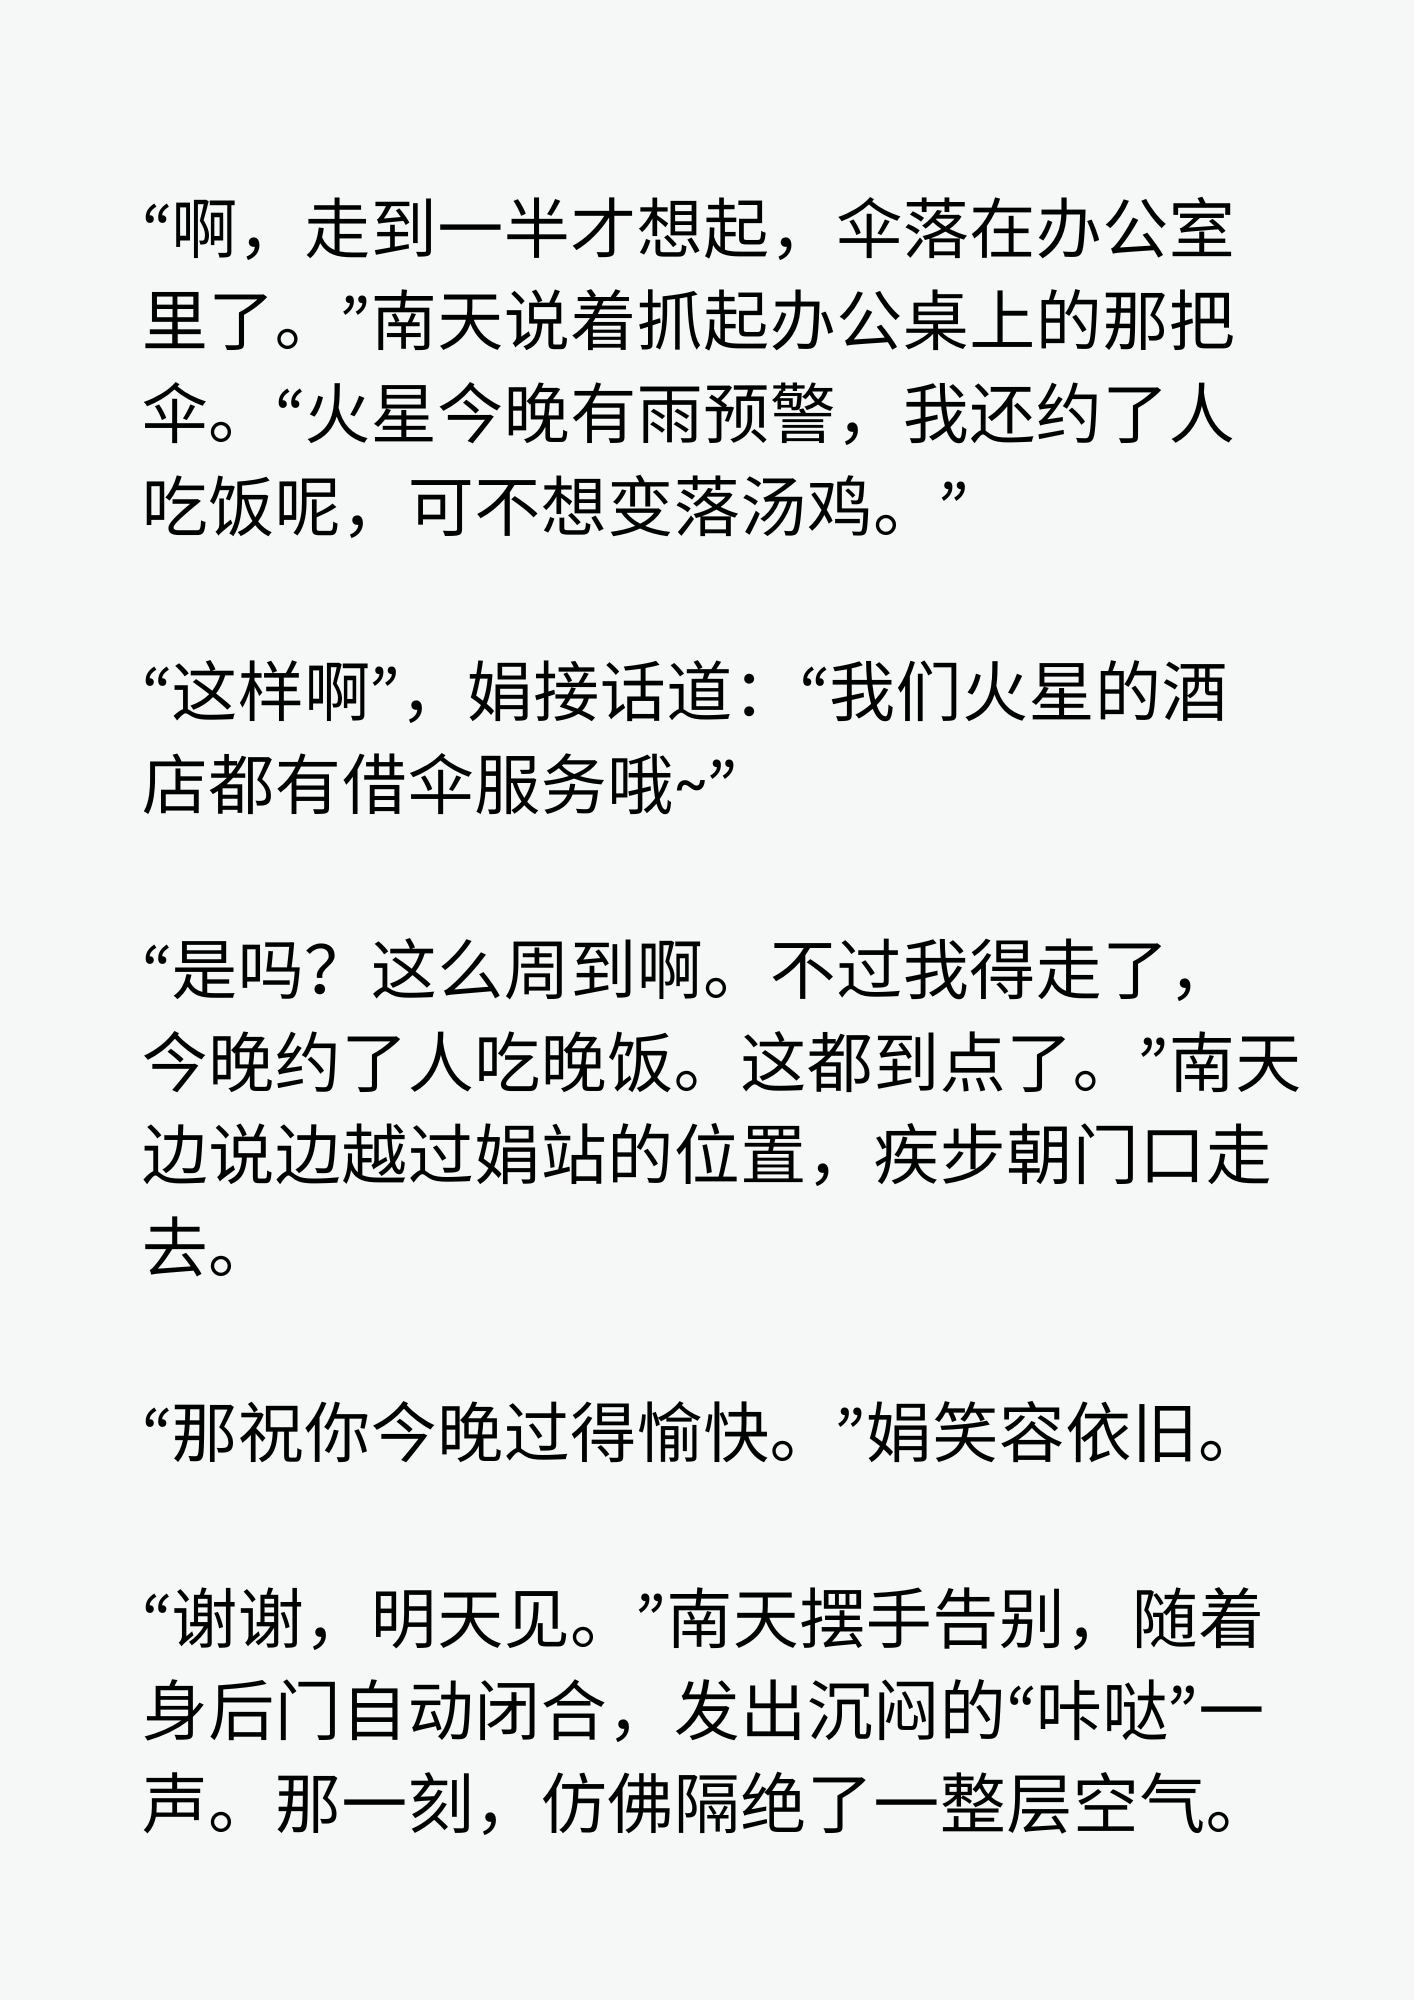 “啊，走到一半才想起，伞落在办公室
里了。”南天说着抓起办公桌上的那把
伞。“火星今晚有雨预警，我还约了人
吃饭呢，可不想变落汤鸡。”
“这样啊”，娟接话道：“我们火星的酒
店都有借伞服务哦~”
“是吗？这么周到啊。不过我得走了，
今晚约了人吃晚饭。这都到点了。”南天
边说边越过娟站的位置，疾步朝门口走
去。
“那祝你今晚过得愉快。”娟笑容依旧。
“谢谢，明天见。”南天摆手告别，随着
身后门自动闭合，发出沉闷的“咔哒”一
声。那一刻，仿佛隔绝了一整层空气。